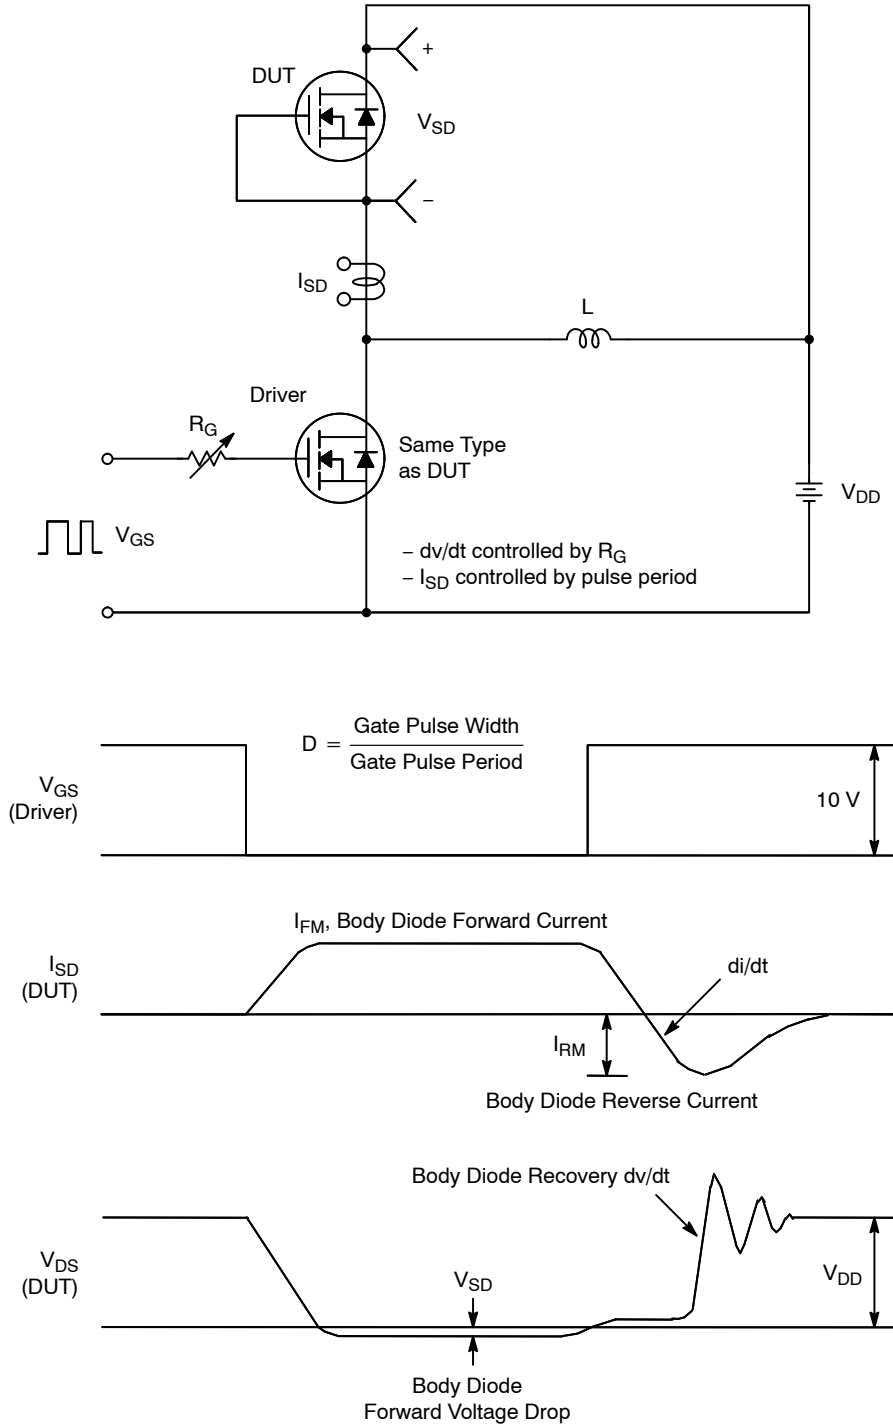 +
DUT
V_SD
−
I_SD
L
Driver
R_G
Same Type
as DUT
V_DD
V_GS
– dv/dt controlled by R_G
– I_SD controlled by pulse period
D = Gate Pulse Width
Gate Pulse Period
V_GS
(Driver)
10 V
I_FM, Body Diode Forward Current
I_SD
(DUT)
di/dt
I_RM
Body Diode Reverse Current
Body Diode Recovery dv/dt
V_DS
(DUT)
V_SD
V_DD
Body Diode
Forward Voltage Drop